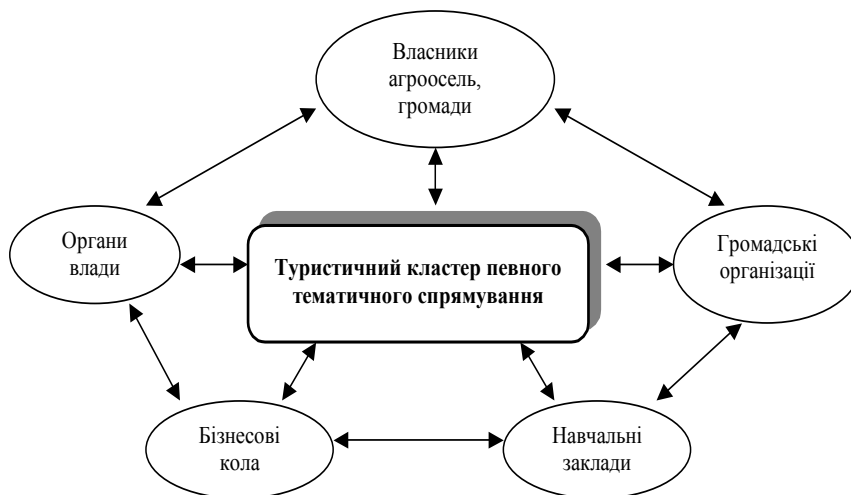 Власники
агроосель,
громади
Органи
влади
Туристичний кластер певного
тематичного спрямування
Громадські
організації
Бізнесові
кола
Навчальні
заклади